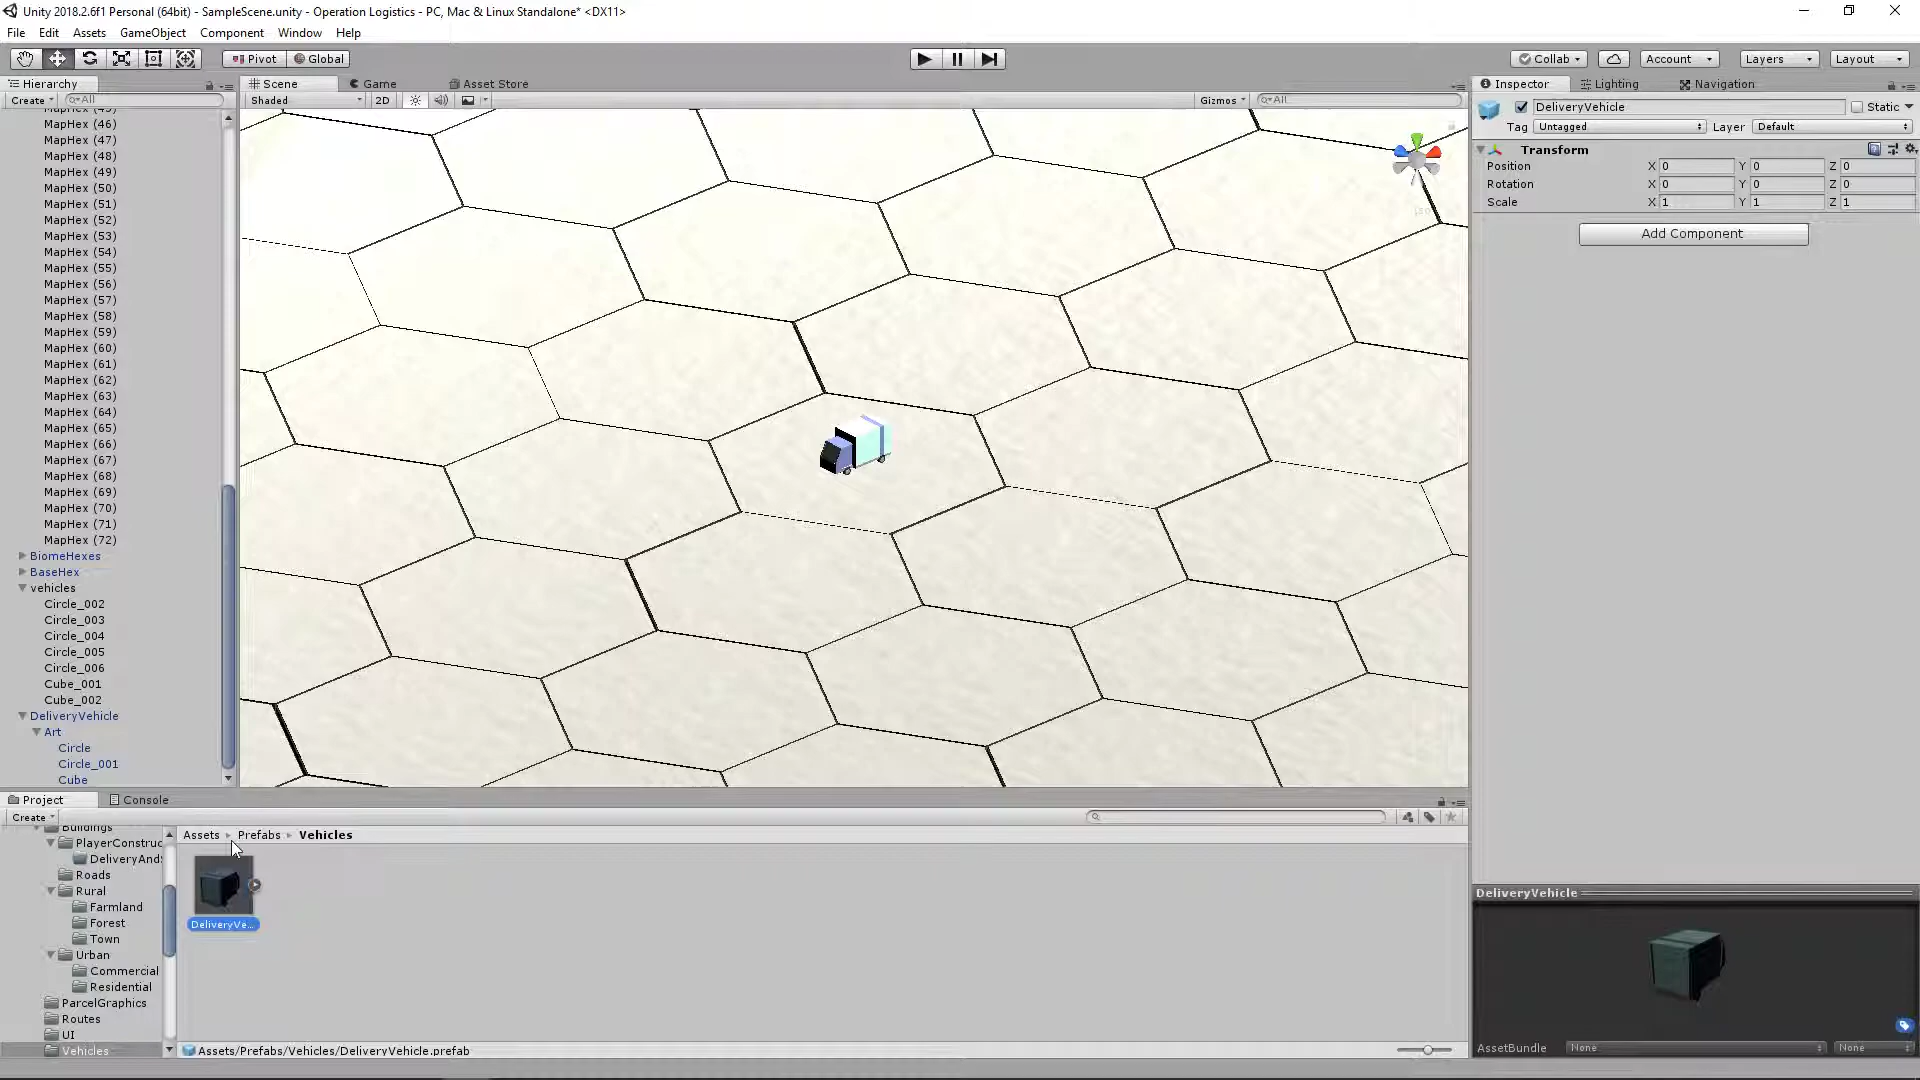 Unity 2018.2.6f1 Personal (64bit) - SampleScene.unity - Operation Logistics - PC, Mac & Linux Standalone* <DX11>
File Edit Assets GameObject Component Window Help
Pivot Global Collab Account Layers Layout
Hierarchy Scene Game Asset Store Inspector Lighting Navigation
Create All Shaded 2D Gizmos All
DeliveryVehicle Static
Tag Untagged Layer Default
Transform
Position X 0 Y 0 Z 0
Rotation X 0 Y 0 Z 0
Scale X 1 Y 1 Z 1
Add Component
MapHex (45)
MapHex (46)
MapHex (47)
MapHex (48)
MapHex (49)
MapHex (50)
MapHex (51)
MapHex (52)
MapHex (53)
MapHex (54)
MapHex (55)
MapHex (56)
MapHex (57)
MapHex (58)
MapHex (59)
MapHex (60)
MapHex (61)
MapHex (62)
MapHex (63)
MapHex (64)
MapHex (65)
MapHex (66)
MapHex (67)
MapHex (68)
MapHex (69)
MapHex (70)
MapHex (71)
MapHex (72)
BiomeHexes
BaseHex
vehicles
Circle_002
Circle_003
Circle_004
Circle_005
Circle_006
Cube_001
Cube_002
DeliveryVehicle
Art
Circle
Circle_001
Cube
Project Console
Create
Buildings
PlayerConstruc
DeliveryAnd
Roads
Rural
Farmland
Forest
Town
Urban
Commercial
Residential
ParcelGraphics
Routes
UI
Vehicles
Assets Prefabs Vehicles
DeliveryVe...
Assets/Prefabs/Vehicles/DeliveryVehicle.prefab
DeliveryVehicle
AssetBundle None None